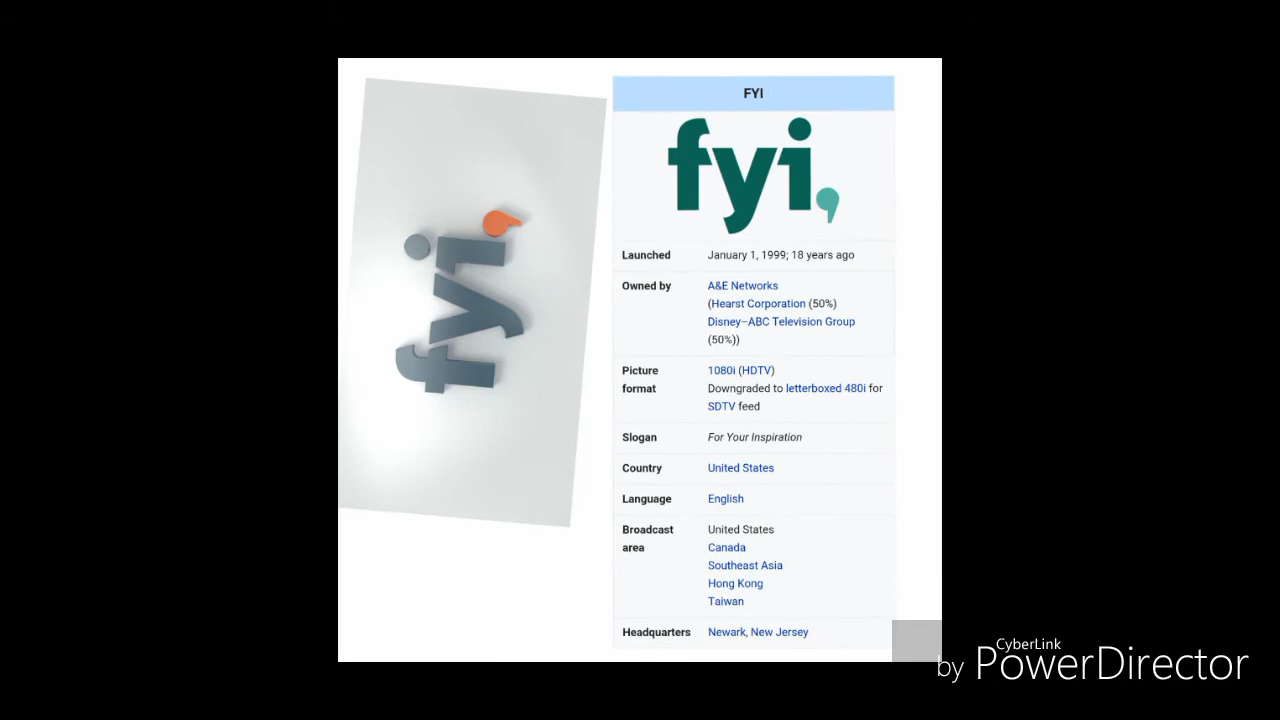 fyi,
FYI
fyi,
Launched January 1, 1999; 18 years ago
Owned by A&E Networks
(Hearst Corporation (50%)
Disney–ABC Television Group
(50%))
Picture format 1080i (HDTV)
Downgraded to letterboxed 480i for
SDTV feed
Slogan For Your Inspiration
Country United States
Language English
Broadcast area United States
Canada
Southeast Asia
Hong Kong
Taiwan
Headquarters Newark, New Jersey
CyberLink
by PowerDirector